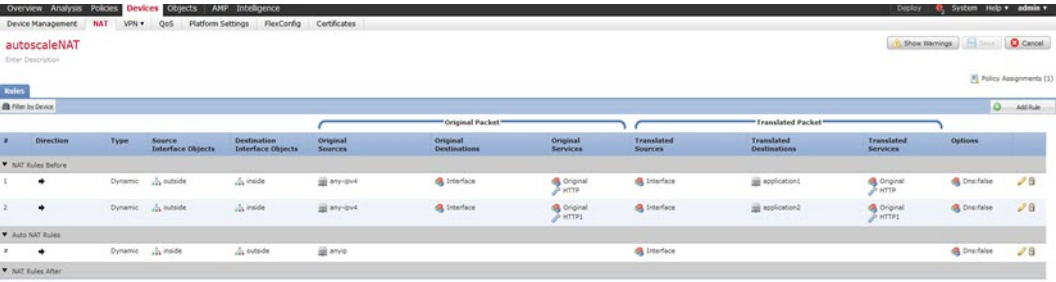 Overview Analysis Policies Devices Objects AMP Intelligence Deploy System Help ▾ admin ▾
Device Management NAT VPN ▾ QoS Platform Settings FlexConfig Certificates
autoscaleNAT Show Warnings Save Cancel
Enter Description
Policy Assignments (1)
Rules
Filter by Device Add Rule
Original Packet Translated Packet
# Direction Type Source Interface Objects Destination Interface Objects Original Sources Original Destinations Original Services Translated Sources Translated Destinations Translated Services Options
▼ NAT Rules Before
1 Dynamic outside inside any-ipv4 Interface Original HTTP Interface application1 Original HTTP Dns:false
2 Dynamic outside inside any-ipv4 Interface Original HTTP1 Interface application2 Original HTTP1 Dns:false
▼ Auto NAT Rules
# Dynamic inside outside anyip Interface Dns:false
▼ NAT Rules After